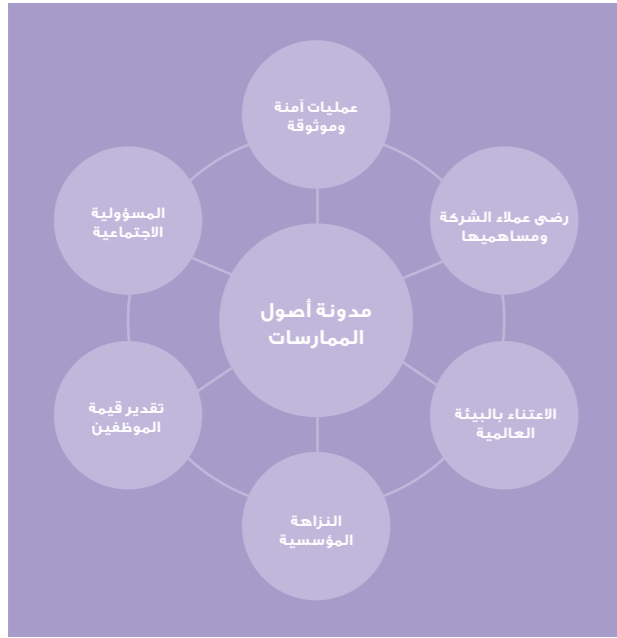 عمليات آمنة
وموثوقة
رضى عملاء الشركة
ومساهميها
المسؤولية
الاجتماعية
مدونة أصول
الممارسات
الاعتناء بالبيئة
العالمية
تقدير قيمة
الموظفين
النزاهة
المؤسسية